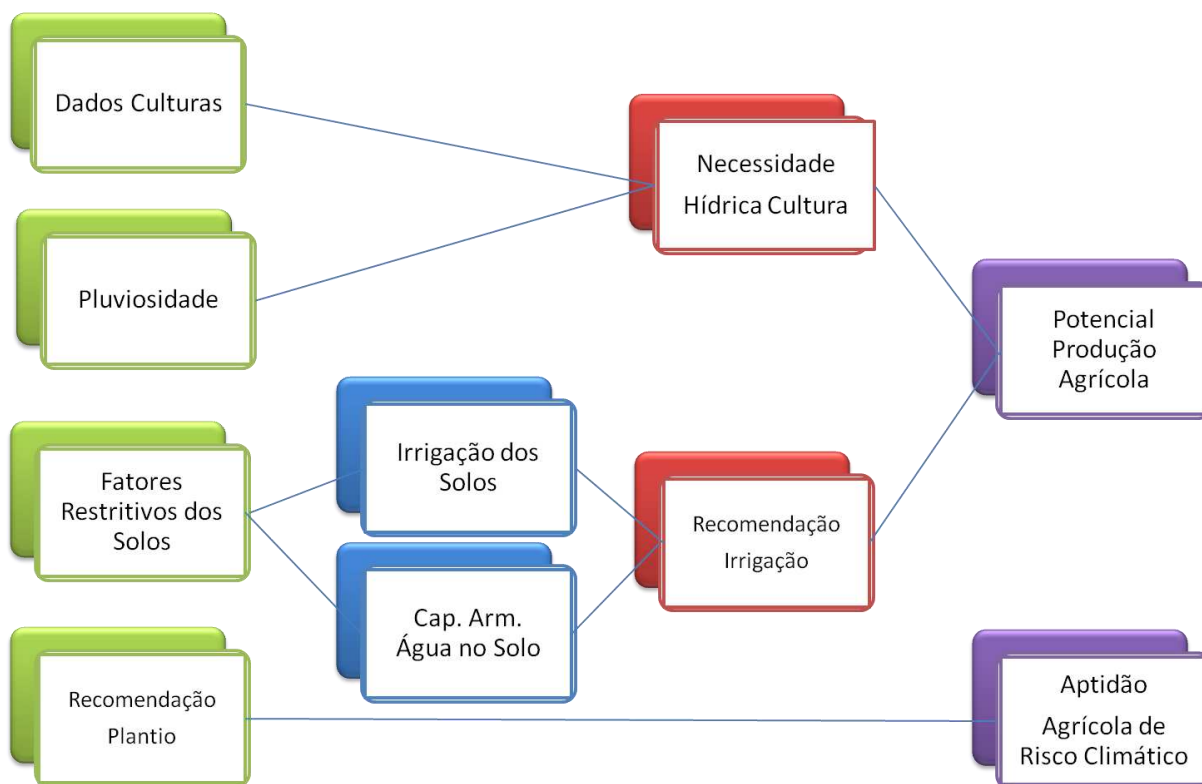 Dados Culturas
Pluviosidade
Fatores
Restritivos dos
Solos
Recomendação
Plantio
Irrigação dos
Solos
Cap. Arm.
Água no Solo
Necessidade
Hídrica Cultura
Recomendação
Irrigação
Potencial
Produção
Agrícola
Aptidão
Agrícola de
Risco Climático